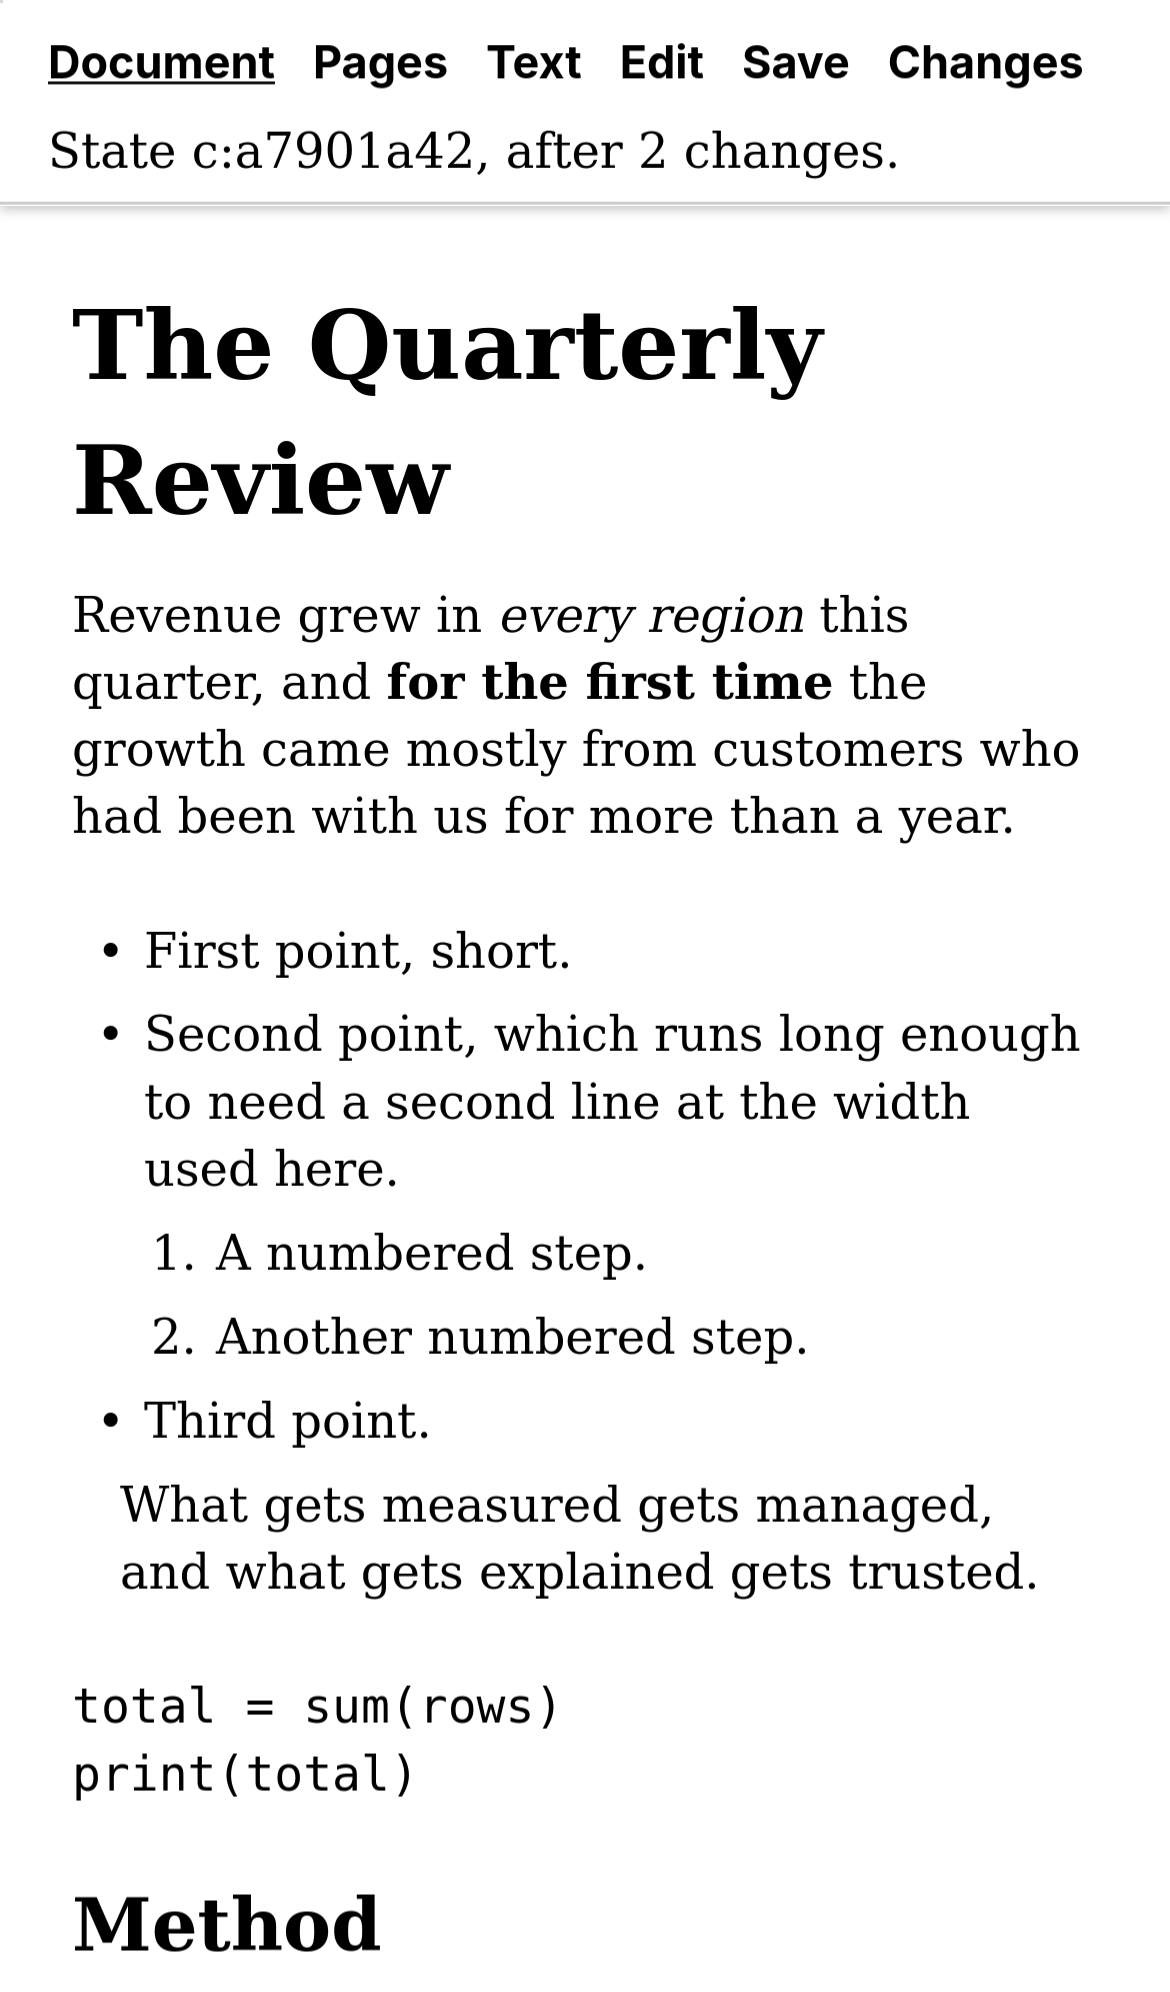 Document Pages Text Edit Save Changes
State c:a7901a42, after 2 changes.
The Quarterly
Review
Revenue grew in every region this
quarter, and for the first time the
growth came mostly from customers who
had been with us for more than a year.
• First point, short.
• Second point, which runs long enough
to need a second line at the width
used here.
1. A numbered step.
2. Another numbered step.
• Third point.
What gets measured gets managed,
and what gets explained gets trusted.
total = sum(rows)
print(total)
Method